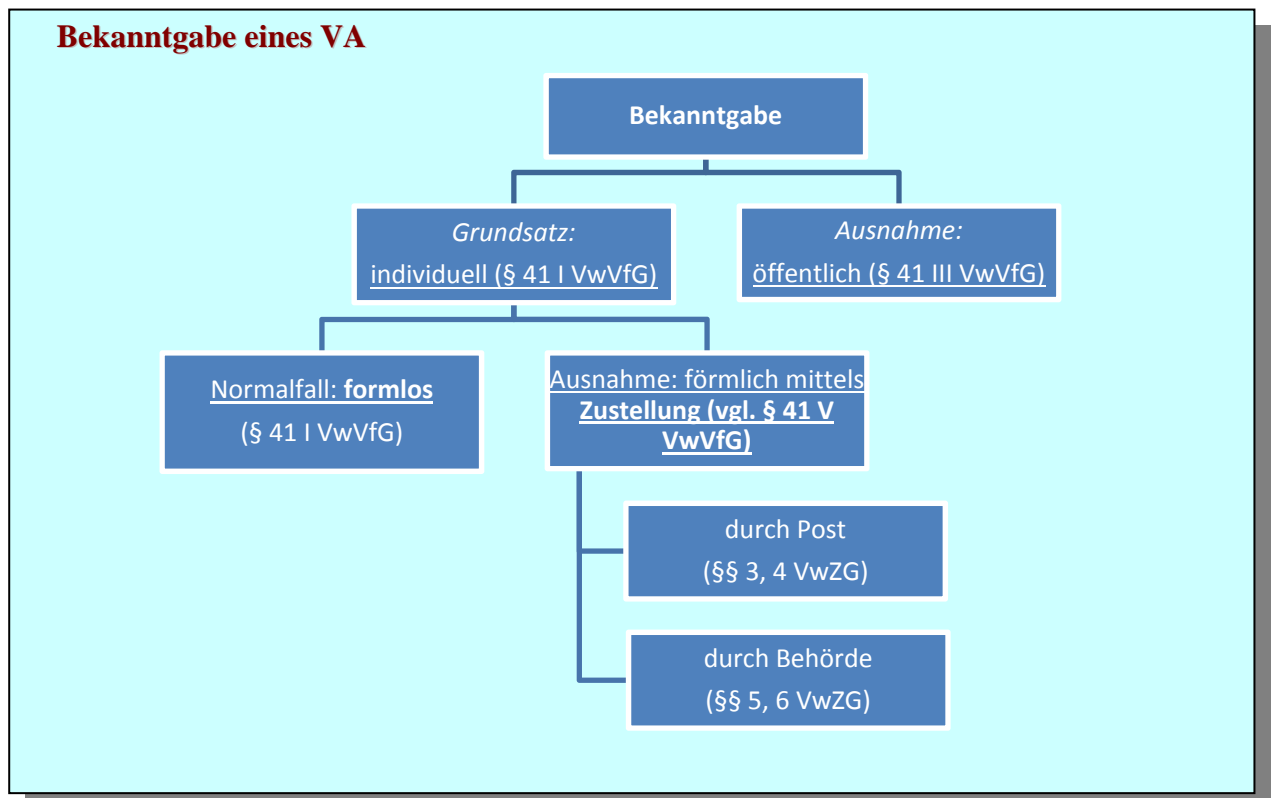 Bekanntgabe eines VA
Bekanntgabe
Grundsatz:
individuell (§ 41 I VwVfG)
Ausnahme:
öffentlich (§ 41 III VwVfG)
Normalfall: formlos
(§ 41 I VwVfG)
Ausnahme: förmlich mittels
Zustellung (vgl. § 41 V
VwVfG)
durch Post
(§§ 3, 4 VwZG)
durch Behörde
(§§ 5, 6 VwZG)